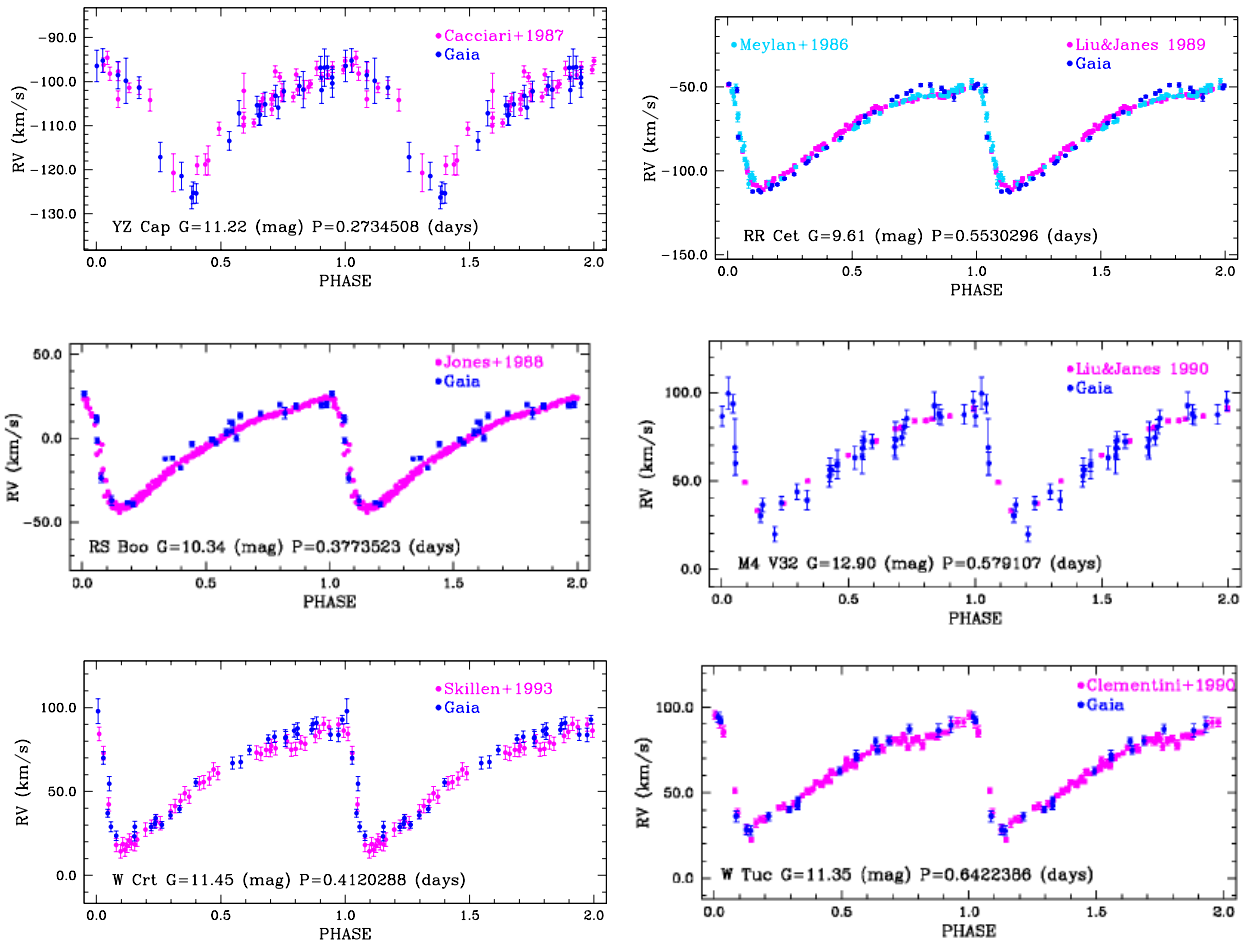 Cacciari+1987
Gaia
-90.0
-100.0
-110.0
-120.0
-130.0
RV (km/s)
YZ Cap G=11.22 (mag) P=0.2734508 (days)
0.0 0.5 1.0 1.5 2.0
PHASE
Meylan+1986
Liu&Janes 1989
Gaia
-50.0
-100.0
-150.0
RV (km/s)
RR Cet G=9.61 (mag) P=0.5530296 (days)
0.0 0.5 1.0 1.5 2.0
PHASE
Jones+1988
Gaia
50.0
0.0
-50.0
RV (km/s)
RS Boo G=10.34 (mag) P=0.3773523 (days)
0.0 0.5 1.0 1.5 2.0
PHASE
Liu&Janes 1990
Gaia
100.0
50.0
0.0
RV (km/s)
M4 V32 G=12.90 (mag) P=0.579107 (days)
0.0 0.5 1.0 1.5 2.0
PHASE
Skillen+1993
Gaia
100.0
50.0
0.0
RV (km/s)
W Crt G=11.45 (mag) P=0.4120288 (days)
0.0 0.5 1.0 1.5 2.0
PHASE
Clementini+1990
Gaia
100.0
50.0
0.0
RV (km/s)
W Tuc G=11.35 (mag) P=0.6422386 (days)
0.0 0.5 1.0 1.5 2.0
PHASE